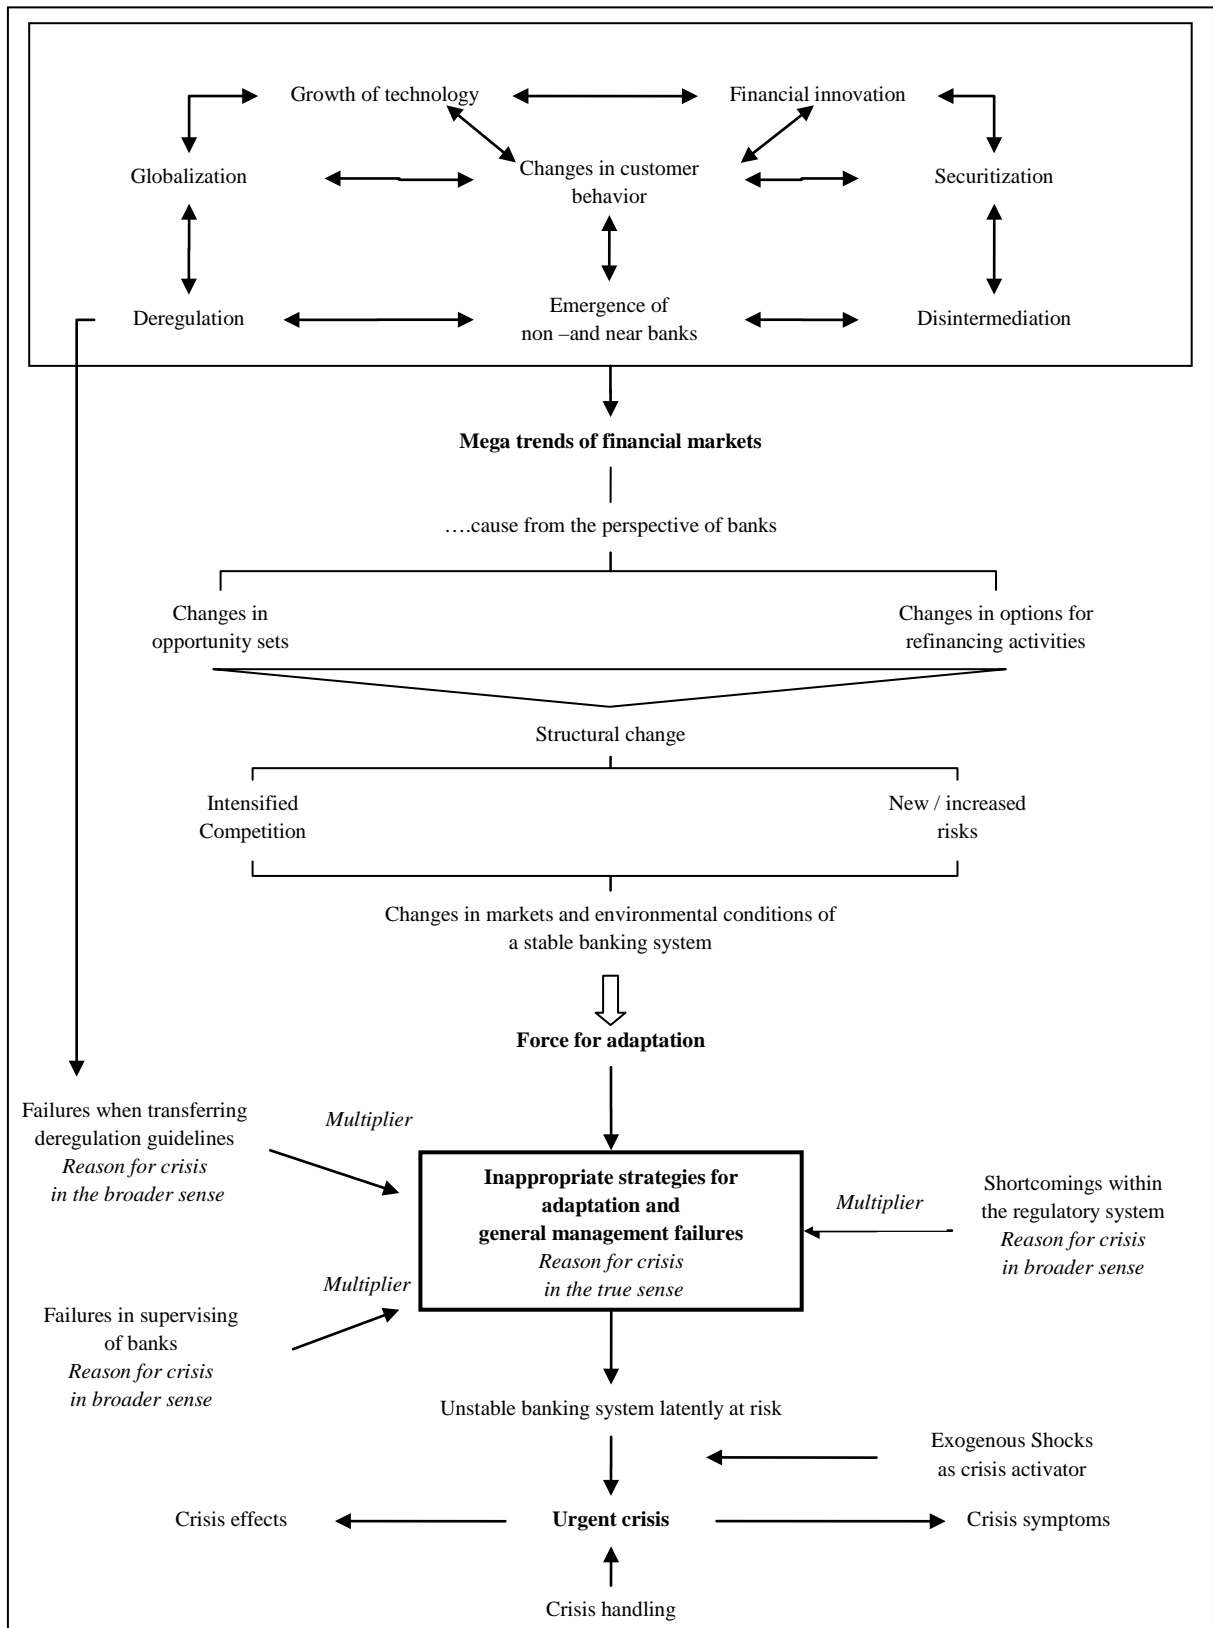 Growth of technology
Financial innovation
Globalization
Changes in customer
behavior
Securitization
Deregulation
Emergence of
non –and near banks
Disintermediation
Mega trends of financial markets
….cause from the perspective of banks
Changes in
opportunity sets
Changes in options for
refinancing activities
Structural change
Intensified
Competition
New / increased
risks
Changes in markets and environmental conditions of
a stable banking system
Force for adaptation
Failures when transferring
deregulation guidelines
Reason for crisis
in the broader sense
Multiplier
Inappropriate strategies for
adaptation and
general management failures
Reason for crisis
in the true sense
Multiplier
Shortcomings within
the regulatory system
Reason for crisis
in broader sense
Multiplier
Failures in supervising
of banks
Reason for crisis
in broader sense
Unstable banking system latently at risk
Exogenous Shocks
as crisis activator
Crisis effects
Urgent crisis
Crisis symptoms
Crisis handling